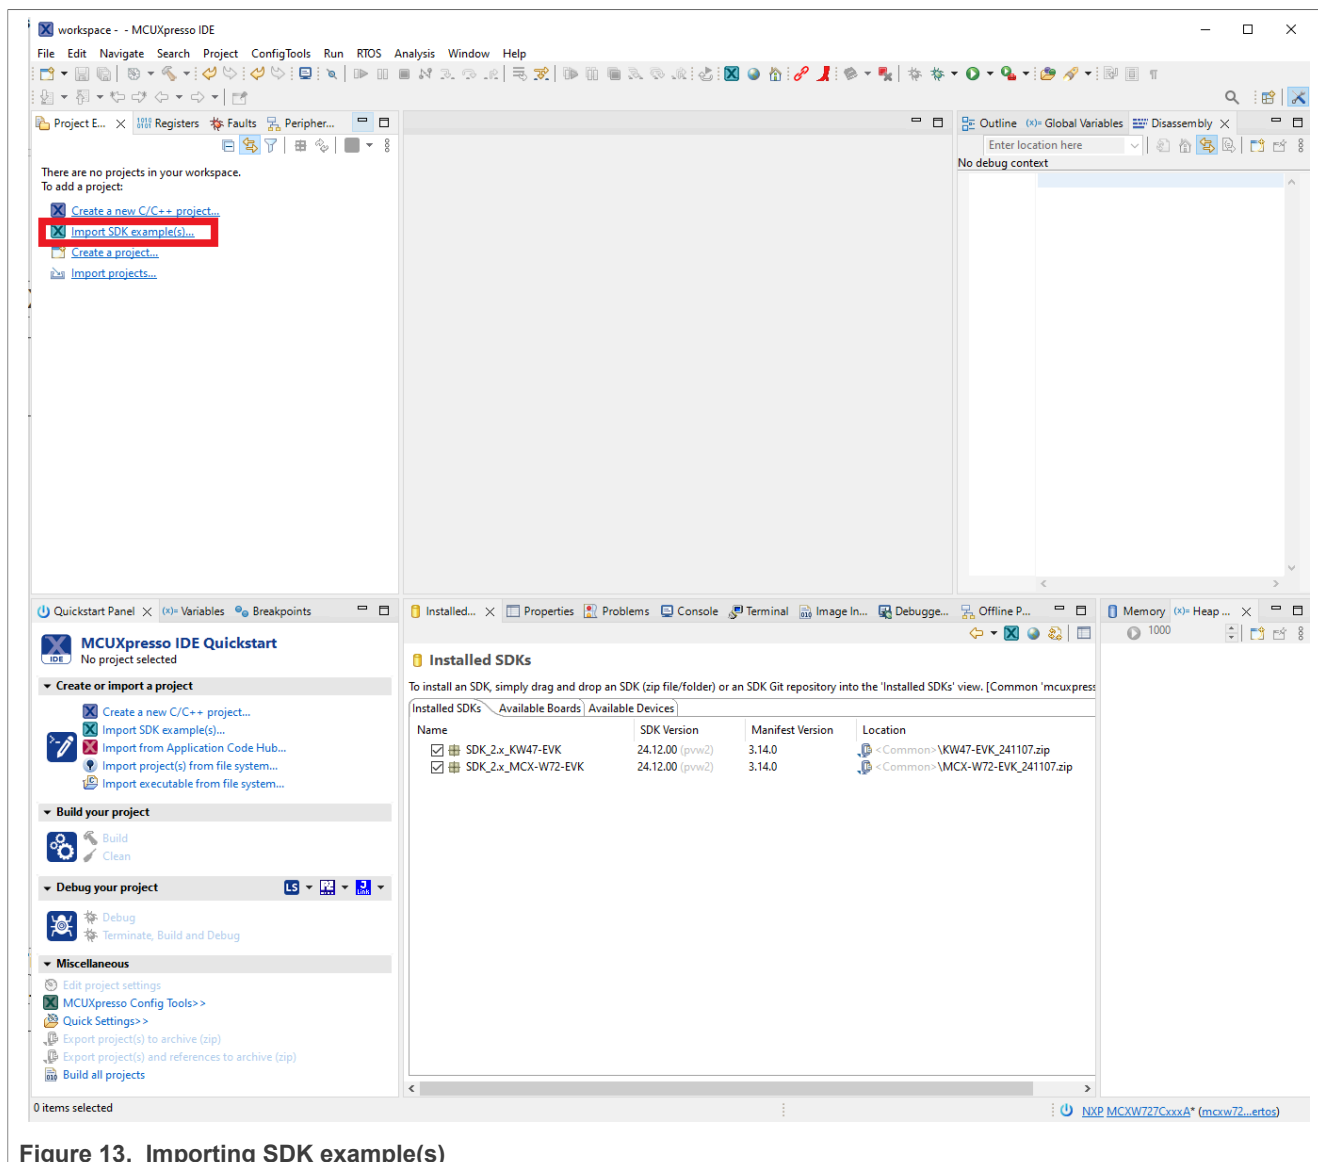 workspace - - MCUXpresso IDE
File Edit Navigate Search Project ConfigTools Run RTOS Analysis Window Help
Project E... Registers Faults Peripher...
Outline (x)= Global Variables Disassembly
Enter location here
No debug context
There are no projects in your workspace.
To add a project:
Create a new C/C++ project...
Import SDK example(s)...
Create a project...
Import projects...
Quickstart Panel (x)= Variables Breakpoints
Installed... Properties Problems Console Terminal Image In... Debugge... Offline P...
Memory (x)= Heap ...
1000
IDE
MCUXpresso IDE Quickstart
No project selected
Create or import a project
Create a new C/C++ project...
Import SDK example(s)...
Import from Application Code Hub...
Import project(s) from file system...
Import executable from file system...
Build your project
Build
Clean
Debug your project
LS
Link
Debug
Terminate, Build and Debug
Miscellaneous
Edit project settings
MCUXpresso Config Tools>>
Quick Settings>>
Export project(s) to archive (zip)
Export project(s) and references to archive (zip)
Build all projects
Installed SDKs
To install an SDK, simply drag and drop an SDK (zip file/folder) or an SDK Git repository into the 'Installed SDKs' view. [Common 'mcuxpress
Installed SDKs Available Boards Available Devices
Name SDK Version Manifest Version Location
SDK_2.x_KW47-EVK 24.12.00 (pvw2) 3.14.0 <Common>\KW47-EVK_241107.zip
SDK_2.x_MCX-W72-EVK 24.12.00 (pvw2) 3.14.0 <Common>\MCX-W72-EVK_241107.zip
0 items selected
NXP MCXW727CxxxA* (mcxw72...ertos)
Figure 13. Importing SDK example(s)